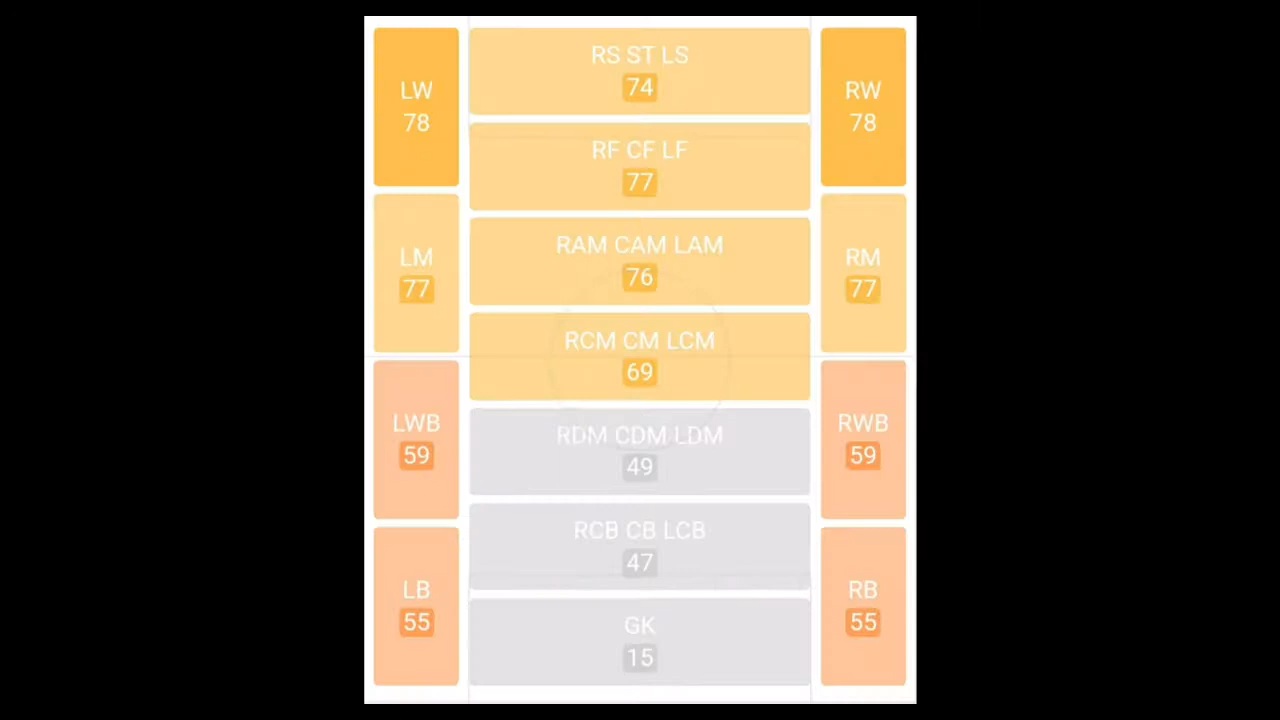 LW
78
RS ST LS
74
RW
78
RF CF LF
77
LM
77
RAM CAM LAM
76
RM
77
RCM CM LCM
69
LWB
59
RDM CDM LDM
49
RWB
59
RCB CB LCB
47
LB
55
GK
15
RB
55